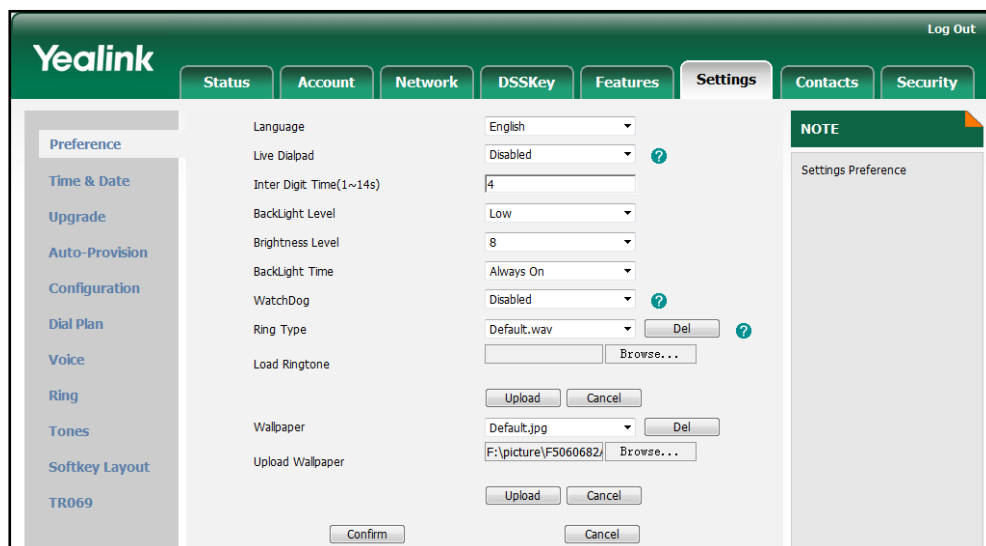 Log Out
Yealink
Status Account Network DSSKey Features Settings Contacts Security
Preference
Time & Date
Upgrade
Auto-Provision
Configuration
Dial Plan
Voice
Ring
Tones
Softkey Layout
TR069
Language English
Live Dialpad Disabled ?
Inter Digit Time(1~14s) 4
BackLight Level Low
Brightness Level 8
BackLight Time Always On
WatchDog Disabled ?
Ring Type Default.wav Del ?
Load Ringtone Browse...
Upload Cancel
Wallpaper Default.jpg Del
Upload Wallpaper F:\picture\F5060682/ Browse...
Upload Cancel
Confirm Cancel
NOTE
Settings Preference